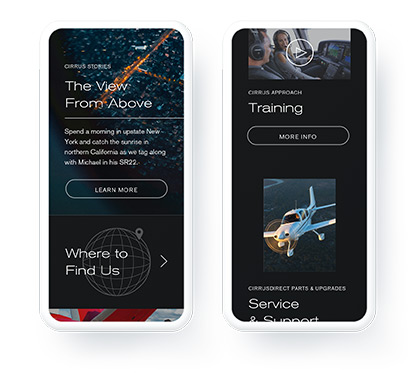 CIRRUS STORIES
The View
From Above
Spend a morning in upstate New
York and catch the sunrise in
northern California as we tag along
with Michael in his SR22.
LEARN MORE
Where to
Find Us
CIRRUS APPROACH
Training
MORE INFO
CIRRUSDIRECT PARTS & UPGRADES
Service
& Support